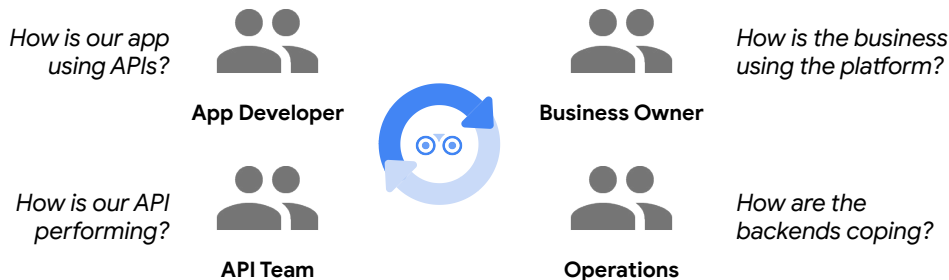 How is our app
using APIs?
App Developer
Business Owner
How is the business
using the platform?
How is our API
performing?
API Team
Operations
How are the
backends coping?